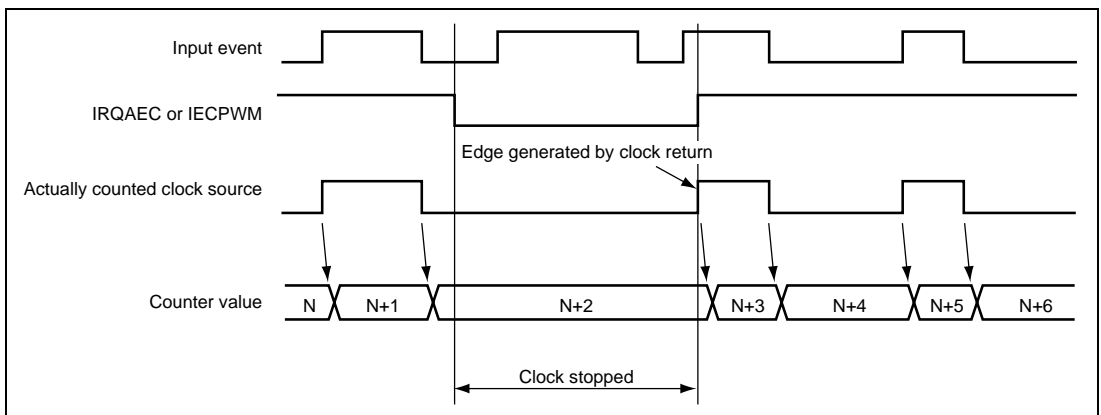 Input event
IRQAEC or IECPWM
Edge generated by clock return
Actually counted clock source
Counter value
N
N+1
N+2
N+3
N+4
N+5
N+6
Clock stopped